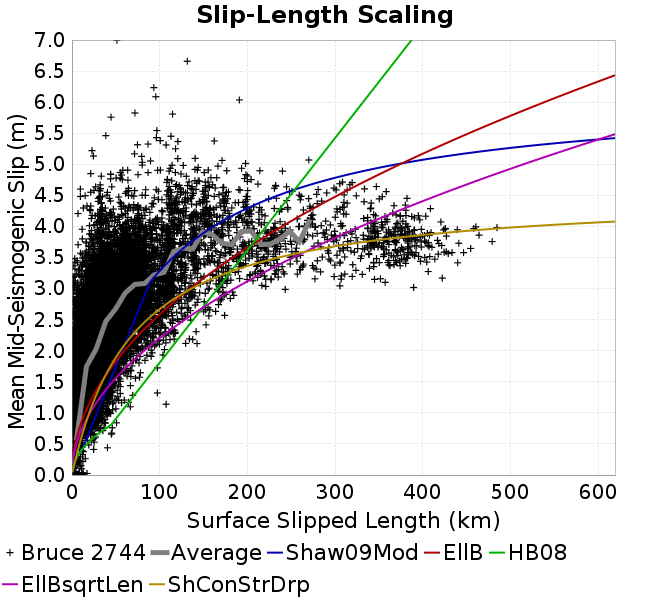 Slip-Length Scaling
Mean Mid-Seismogenic Slip (m)
7.0
6.5
6.0
5.5
5.0
4.5
4.0
3.5
3.0
2.5
2.0
1.5
1.0
0.5
0.0
0 100 200 300 400 500 600
Surface Slipped Length (km)
Bruce 2744 Average Shaw09Mod EllB HB08
EllBsqrtLen ShConStrDrp